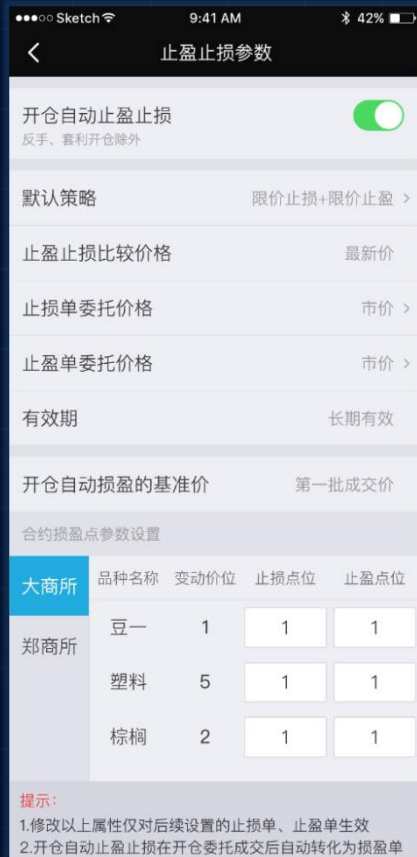 ●●●○○ Sketch 9:41 AM 42%
止盈止损参数
开仓自动止盈止损
反手、套利开仓除外
默认策略 限价止损+限价止盈 >
止盈止损比较价格 最新价
止损单委托价格 市价 >
止盈单委托价格 市价 >
有效期 长期有效
开仓自动损盈的基准价 第一批成交价
合约损盈点参数设置
大商所 品种名称 变动价位 止损点位 止盈点位
豆一 1 1 1
郑商所
塑料 5 1 1
棕榈 2 1 1
提示:
1.修改以上属性仅对后续设置的止损单、止盈单生效
2.开仓自动止盈止损在开仓委托成交后自动转化为损盈单